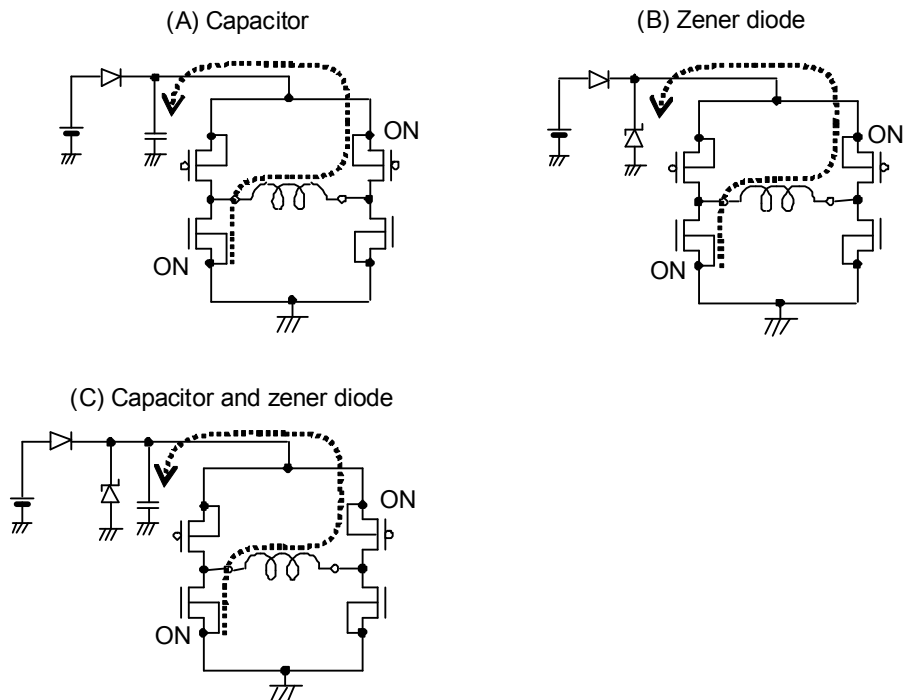 (A) Capacitor
(B) Zener diode
ON
ON
ON
ON
(C) Capacitor and zener diode
ON
ON